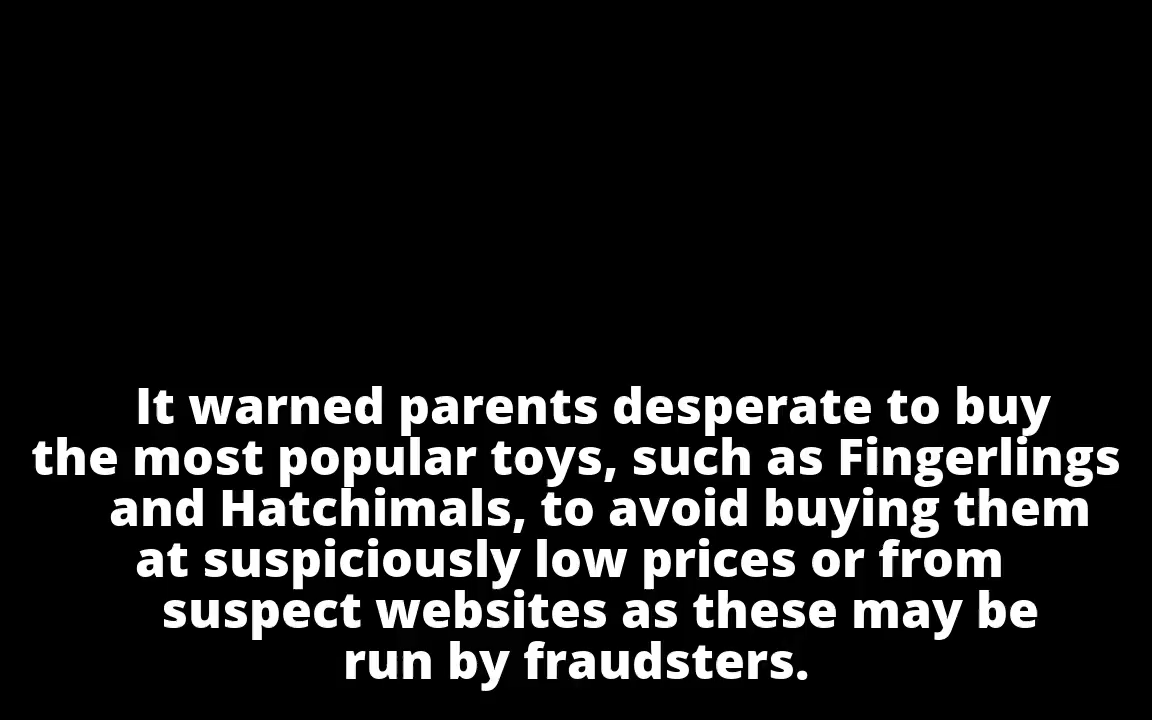 It warned parents desperate to buy
the most popular toys, such as Fingerlings
and Hatchimals, to avoid buying them
at suspiciously low prices or from
suspect websites as these may be
run by fraudsters.